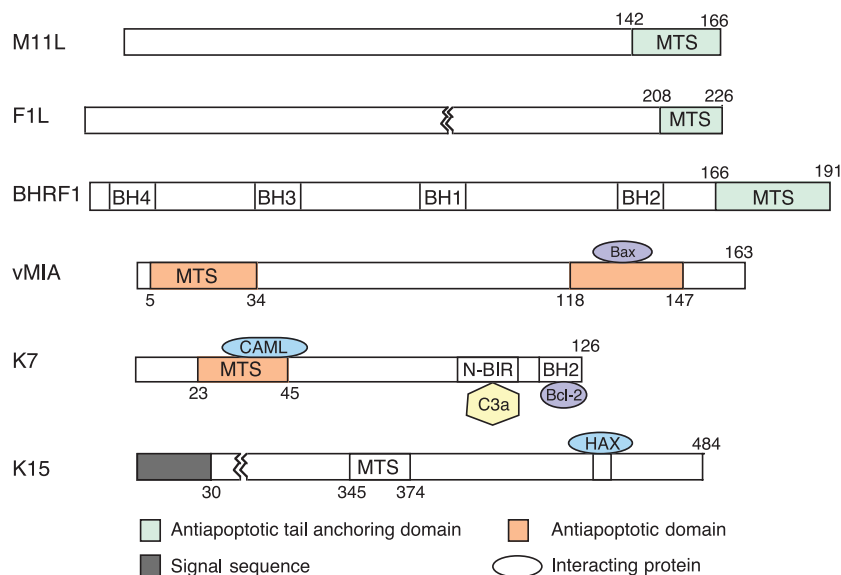 142 166
M11L MTS
208 226
F1L MTS
166 191
BHRF1 BH4 BH3 BH1 BH2 MTS
Bax 163
vMIA MTS
5 34 118 147
CAML 126
K7 MTS N-BIR BH2
23 45 C3a Bcl-2
HAX 484
K15 MTS
30 345 374
Antiapoptotic tail anchoring domain Antiapoptotic domain
Signal sequence Interacting protein